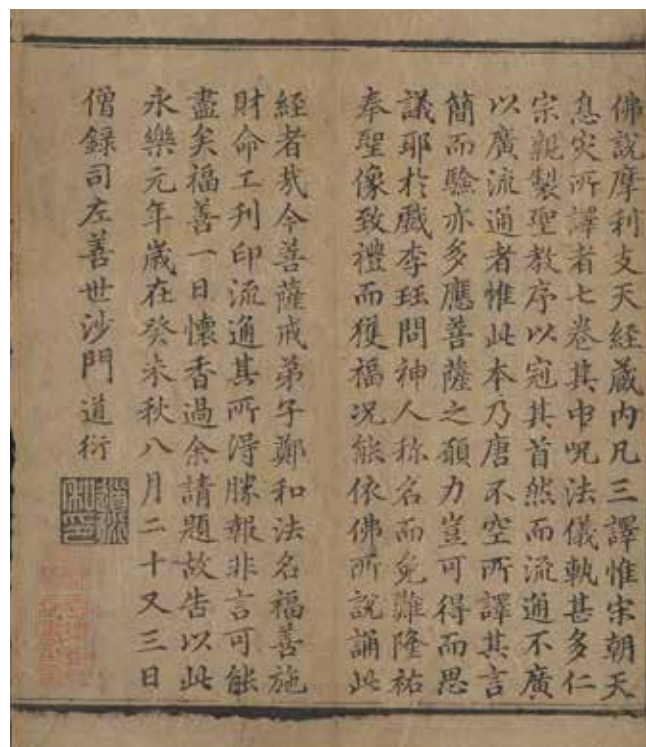 佛說摩利支天經藏内凡三譯惟宋朝天
息災所譯者七卷其中呪法儀軌甚多仁
宗親製聖教序以冠其首然而流通不廣
以廣流通者惟此本乃唐不空所譯其言
簡而驗亦多應菩薩之願力豈可得而思
議耶於戲李珏問神人称名而免難隆祐
奉聖像致禮而獲福况能依佛所說誦此
經者㢤今菩薩戒弟子鄭和法名福善施
財命工刋印流通其所得勝報非言可能
盡矣福善一日懷香過余請題故告以此
永樂元年歲在癸未秋八月二十又三日
僧録司左善世沙門道衍